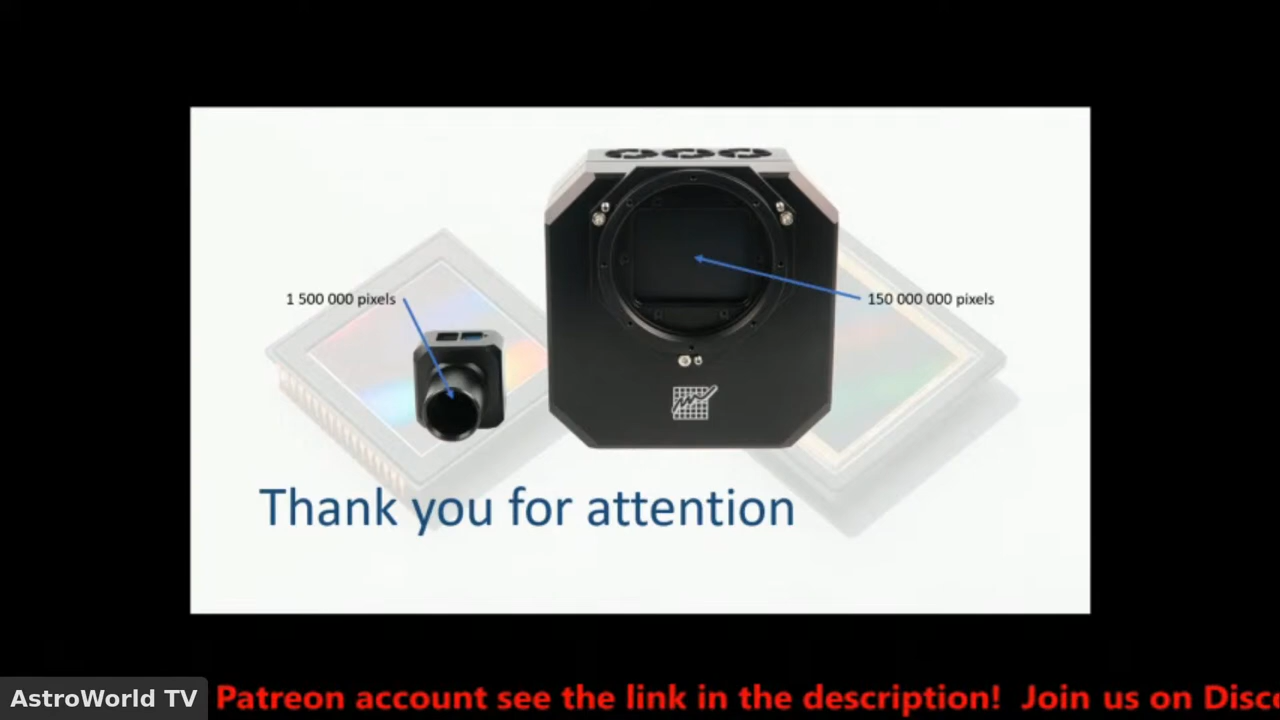 1 500 000 pixels
150 000 000 pixels
Thank you for attention
AstroWorld TV
Patreon account see the link in the description! Join us on Disc